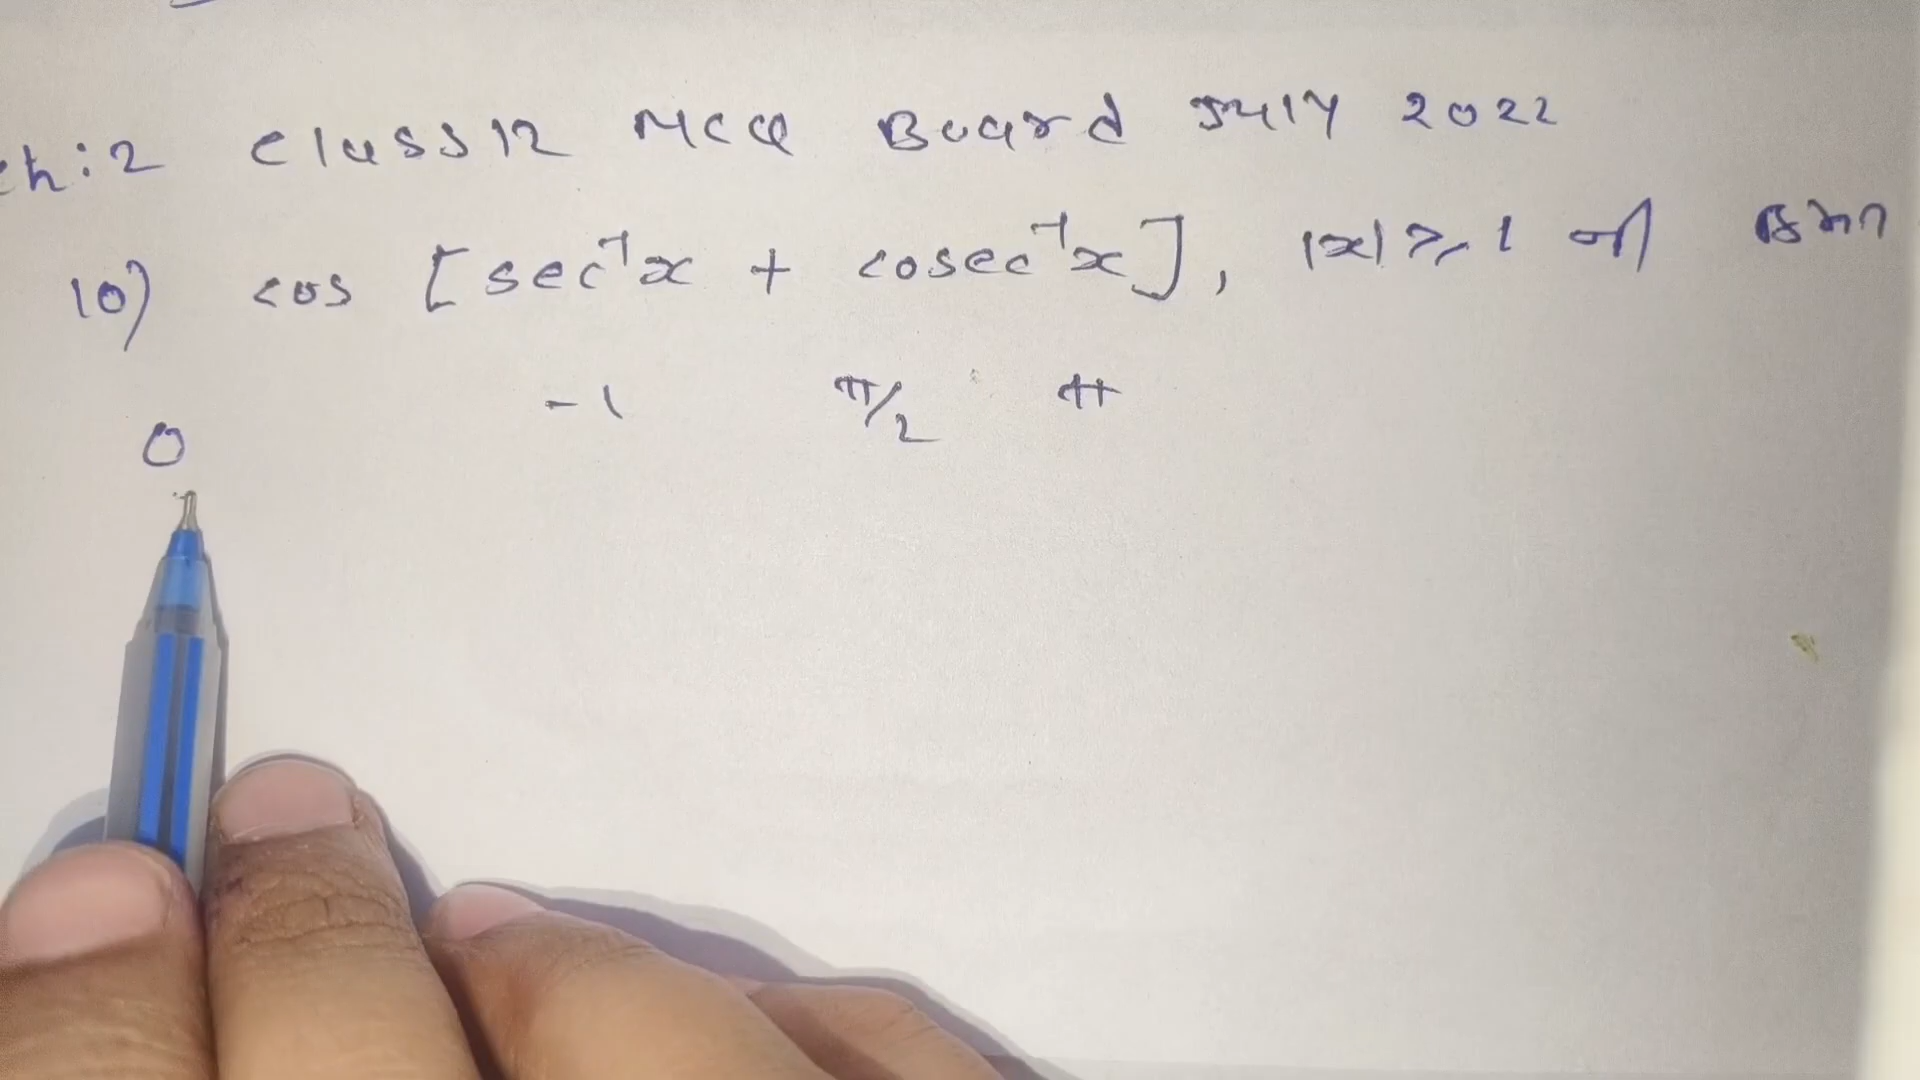 ch:2 class 12 MCQ Board July 2022
10) cos [sec⁻¹x + cosec⁻¹x], |x| ≥ 1 ની કિંમત
0 -1 π/2 π